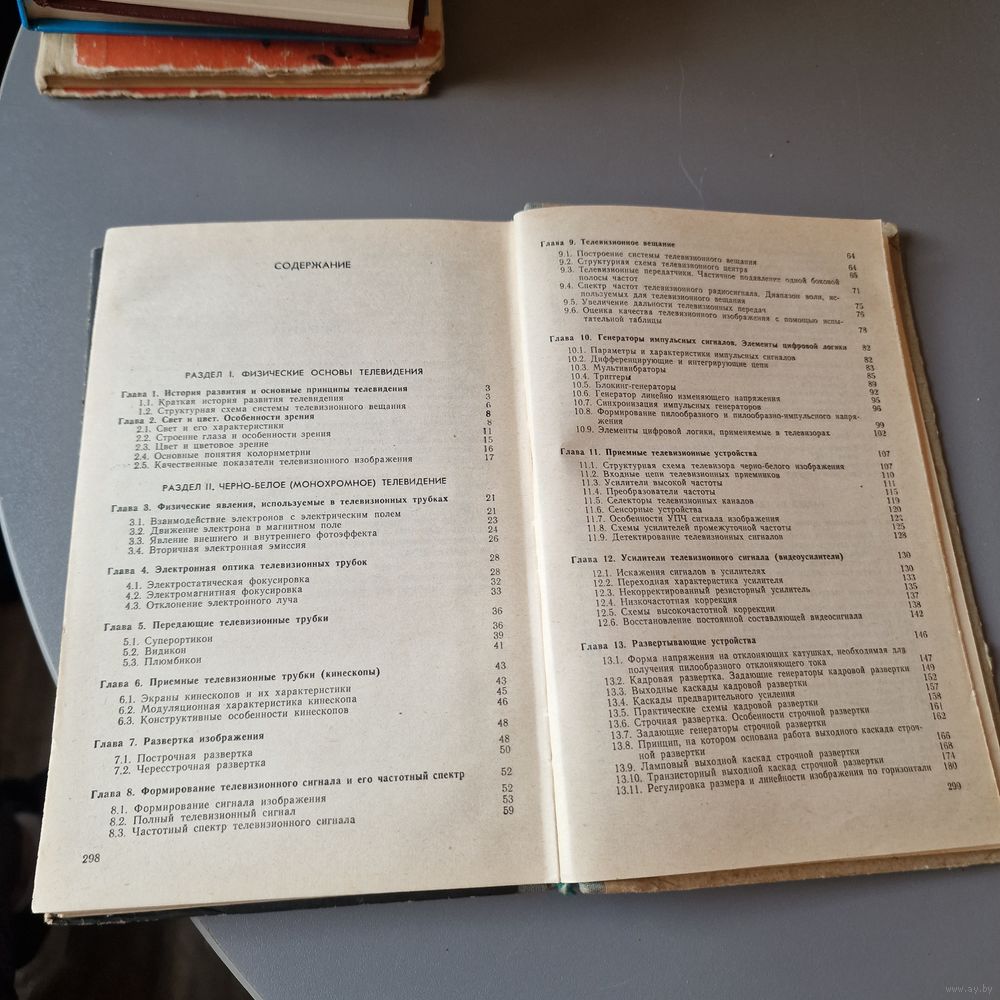 СОДЕРЖАНИЕ
РАЗДЕЛ I. ФИЗИЧЕСКИЕ ОСНОВЫ ТЕЛЕВИДЕНИЯ
Глава 1. История развития и основные принципы телевидения 3
1.1. Краткая история развития телевидения 3
1.2. Структурная схема системы телевизионного вещания 6
Глава 2. Свет и цвет. Особенности зрения 8
2.1. Свет и его характеристики 8
2.2. Строение глаза и особенности зрения 11
2.3. Цвет и цветовое зрение 15
2.4. Основные понятия колориметрии 16
2.5. Качественные показатели телевизионного изображения 17
РАЗДЕЛ II. ЧЕРНО-БЕЛОЕ (МОНОХРОМНОЕ) ТЕЛЕВИДЕНИЕ
Глава 3. Физические явления, используемые в телевизионных трубках 21
3.1. Взаимодействие электронов с электрическим полем 21
3.2. Движение электрона в магнитном поле 23
3.3. Явление внешнего и внутреннего фотоэффекта 24
3.4. Вторичная электронная эмиссия 26
Глава 4. Электронная оптика телевизионных трубок 28
4.1. Электростатическая фокусировка 28
4.2. Электромагнитная фокусировка 32
4.3. Отклонение электронного луча 33
Глава 5. Передающие телевизионные трубки 36
5.1. Суперортикон 36
5.2. Видикон 39
5.3. Плюмбикон 41
Глава 6. Приемные телевизионные трубки (кинескопы) 43
6.1. Экраны кинескопов и их характеристики 43
6.2. Модуляционная характеристика кинескопа 45
6.3. Конструктивные особенности кинескопов 46
Глава 7. Развертка изображения 48
7.1. Построчная развертка 48
7.2. Чересстрочная развертка 50
Глава 8. Формирование телевизионного сигнала и его частотный спектр 52
8.1. Формирование сигнала изображения 52
8.2. Полный телевизионный сигнал 53
8.3. Частотный спектр телевизионного сигнала 59
298
Глава 9. Телевизионное вещание 64
9.1. Построение системы телевизионного вещания 64
9.2. Структурная схема телевизионного центра 65
9.3. Телевизионные передатчики. Частичное подавление одной боковой
полосы частот 71
9.4. Спектр частот телевизионного радиосигнала. Диапазон волн, ис-
пользуемых для телевизионного вещания 75
9.5. Увеличение дальности телевизионных передач 76
9.6. Оценка качества телевизионного изображения с помощью испы-
тательной таблицы 78
Глава 10. Генераторы импульсных сигналов. Элементы цифровой логики 82
10.1. Параметры и характеристики импульсных сигналов 82
10.2. Дифференцирующие и интегрирующие цепи 83
10.3. Мультивибраторы 85
10.4. Триггеры 89
10.5. Блокинг-генераторы 92
10.6. Генератор линейно изменяющего напряжения 95
10.7. Синхронизация импульсных генераторов 96
10.8. Формирование пилообразного и пилообразно-импульсного напря-
жения 99
10.9. Элементы цифровой логики, применяемые в телевизорах 102
Глава 11. Приемные телевизионные устройства 107
11.1. Структурная схема телевизора черно-белого изображения 107
11.2. Входные цепи телевизионных приемников 110
11.3. Усилители высокой частоты 111
11.4. Преобразователи частоты 115
11.5. Селекторы телевизионных каналов 119
11.6. Сенсорные устройства 120
11.7. Особенности УПЧ сигнала изображения 122
11.8. Схемы усилителей промежуточной частоты 125
11.9. Детектирование телевизионных сигналов 128
Глава 12. Усилители телевизионного сигнала (видеоусилители) 130
12.1. Искажения сигналов в усилителях 130
12.2. Переходная характеристика усилителя 133
12.3. Некорректированный резисторный усилитель 135
12.4. Низкочастотная коррекция 137
12.5. Схемы высокочастотной коррекции 138
12.6. Восстановление постоянной составляющей видеосигнала 142
Глава 13. Развертывающие устройства 146
13.1. Форма напряжения на отклоняющих катушках, необходимая для
получения пилообразного отклоняющего тока 147
13.2. Кадровая развертка. Задающие генераторы кадровой развертки 149
13.3. Выходные каскады кадровой развертки 152
13.4. Каскады предварительного усиления 157
13.5. Практические схемы кадровой развертки 158
13.6. Строчная развертка. Особенности строчной развертки 161
13.7. Задающие генераторы строчной развертки 162
13.8. Принцип, на котором основана работа выходного каскада строч-
ной развертки 166
13.9. Ламповый выходной каскад строчной развертки 168
13.10. Транзисторный выходной каскад строчной развертки 174
13.11. Регулировка размера и линейности изображения по горизонтали 180
299
www.ay.by